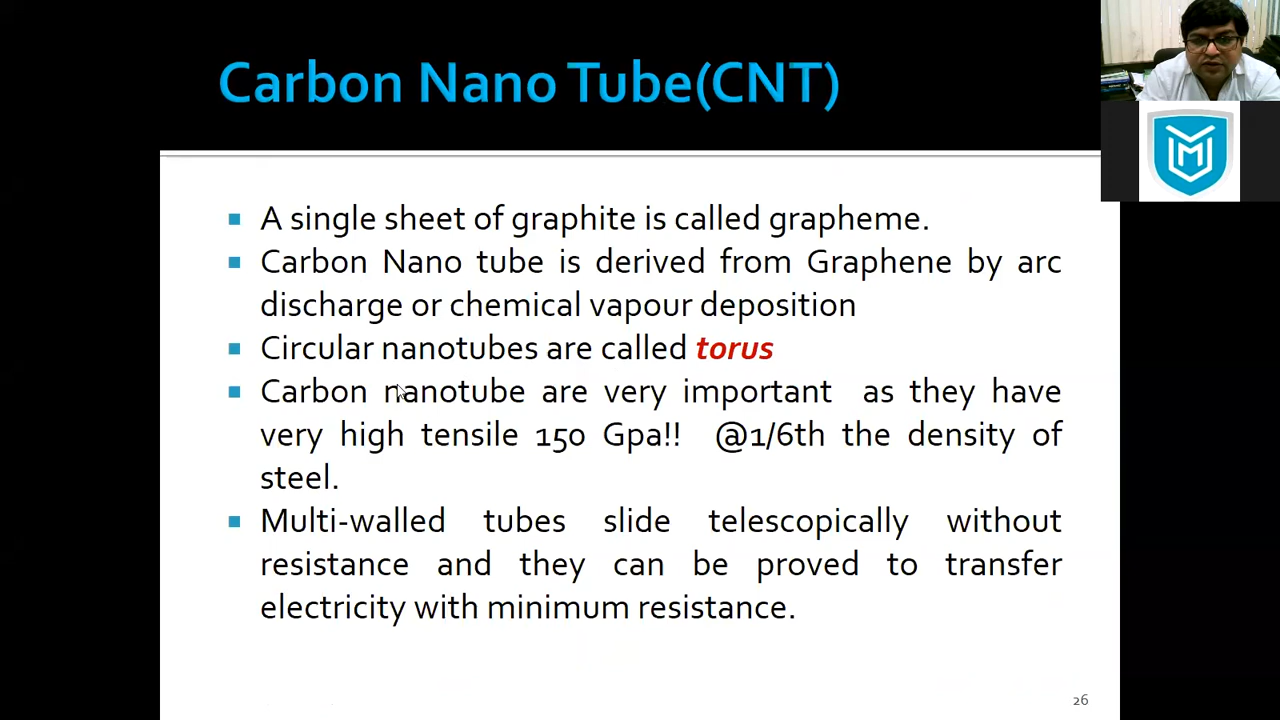 Carbon Nano Tube(CNT)
A single sheet of graphite is called grapheme.
Carbon Nano tube is derived from Graphene by arc
discharge or chemical vapour deposition
Circular nanotubes are called torus
Carbon nanotube are very important as they have
very high tensile 150 Gpa!! @1/6th the density of
steel.
Multi-walled tubes slide telescopically without
resistance and they can be proved to transfer
electricity with minimum resistance.
26